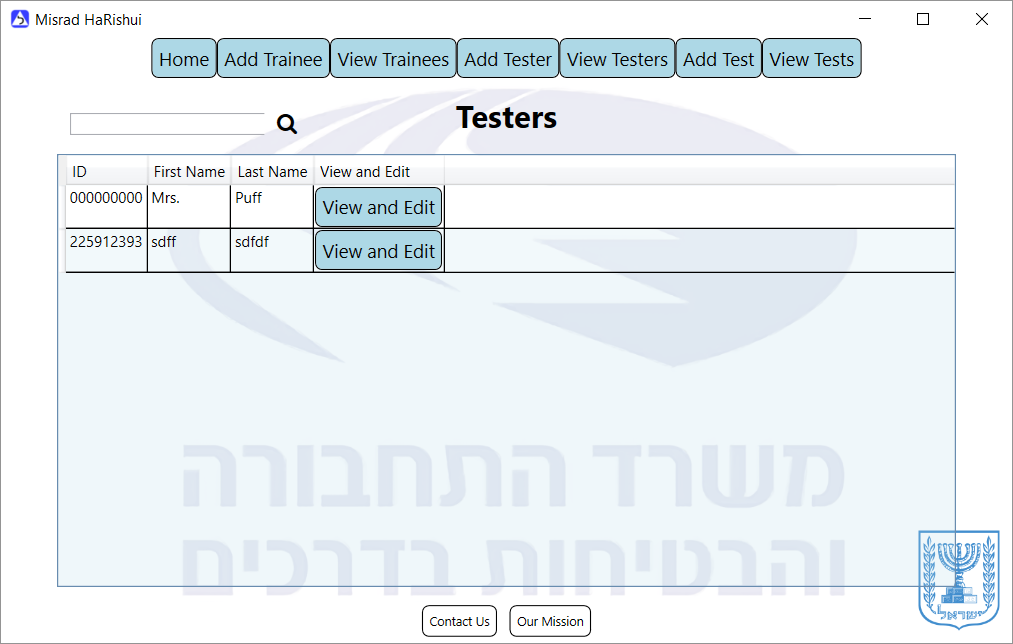 Misrad HaRishui
Home Add Trainee View Trainees Add Tester View Testers Add Test View Tests
Testers
ID First Name Last Name View and Edit
000000000 Mrs. Puff View and Edit
225912393 sdff sdfdf View and Edit
משרד התחבורה
והבטיחות בדרכים
ישראל
Contact Us Our Mission